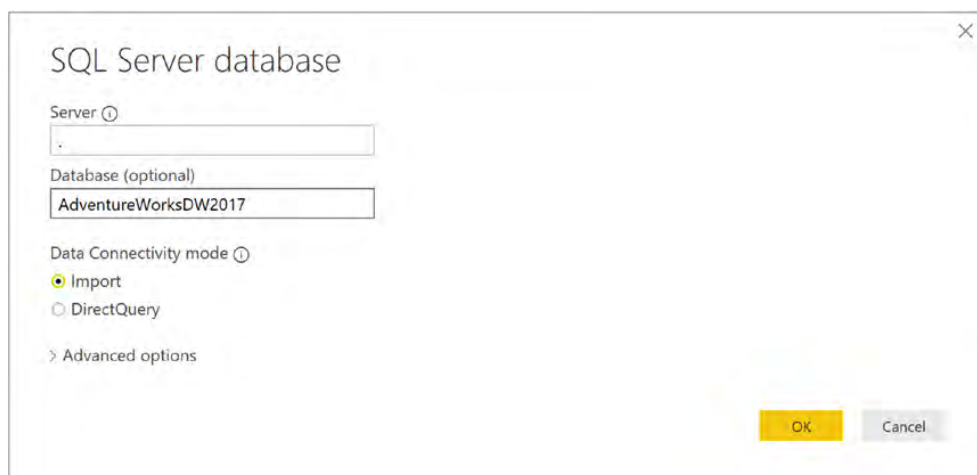 SQL Server database
Server
.
Database (optional)
AdventureWorksDW2017
Data Connectivity mode
Import
DirectQuery
Advanced options
OK Cancel